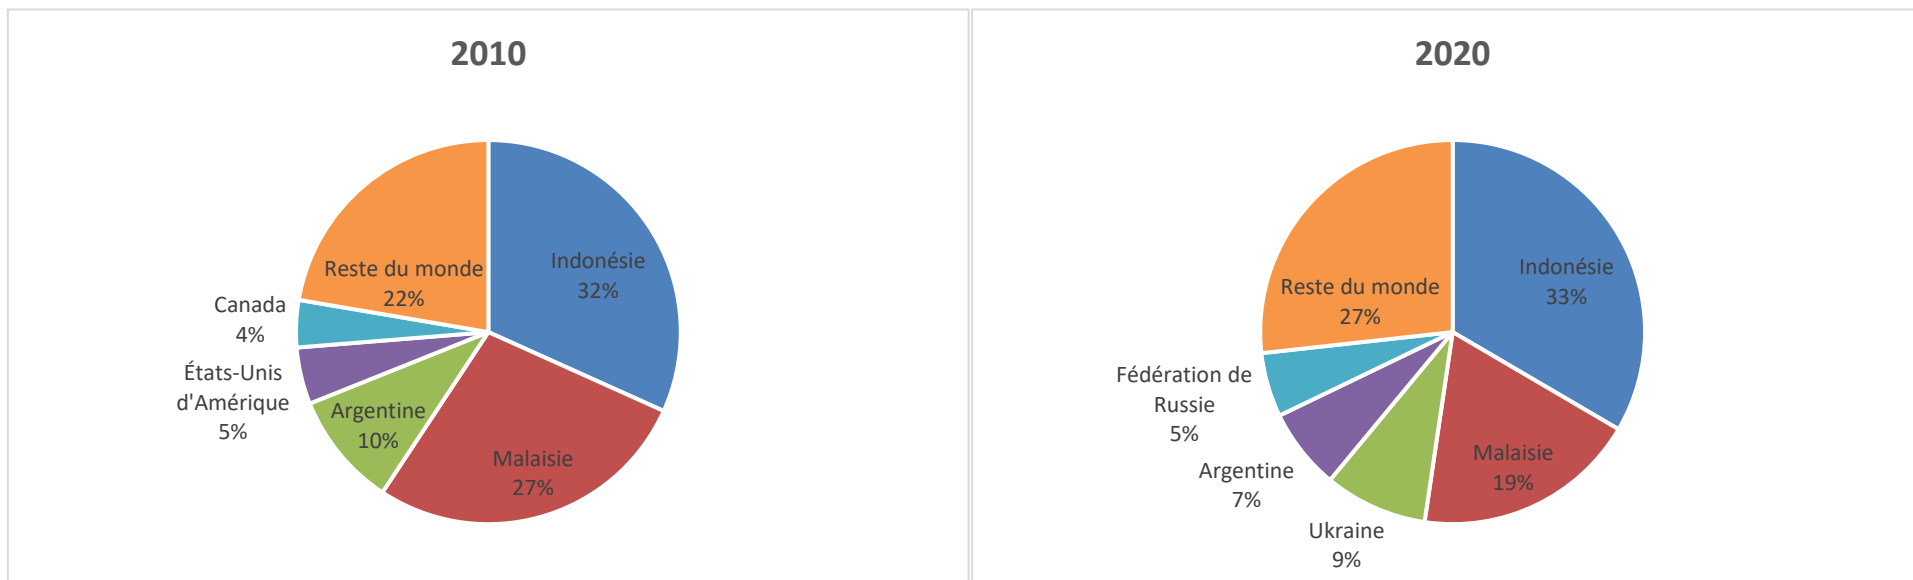 2010
Indonésie
32%
Malaisie
27%
Argentine
10%
États-Unis
d'Amérique
5%
Canada
4%
Reste du monde
22%
2020
Indonésie
33%
Malaisie
19%
Ukraine
9%
Argentine
7%
Fédération de
Russie
5%
Reste du monde
27%